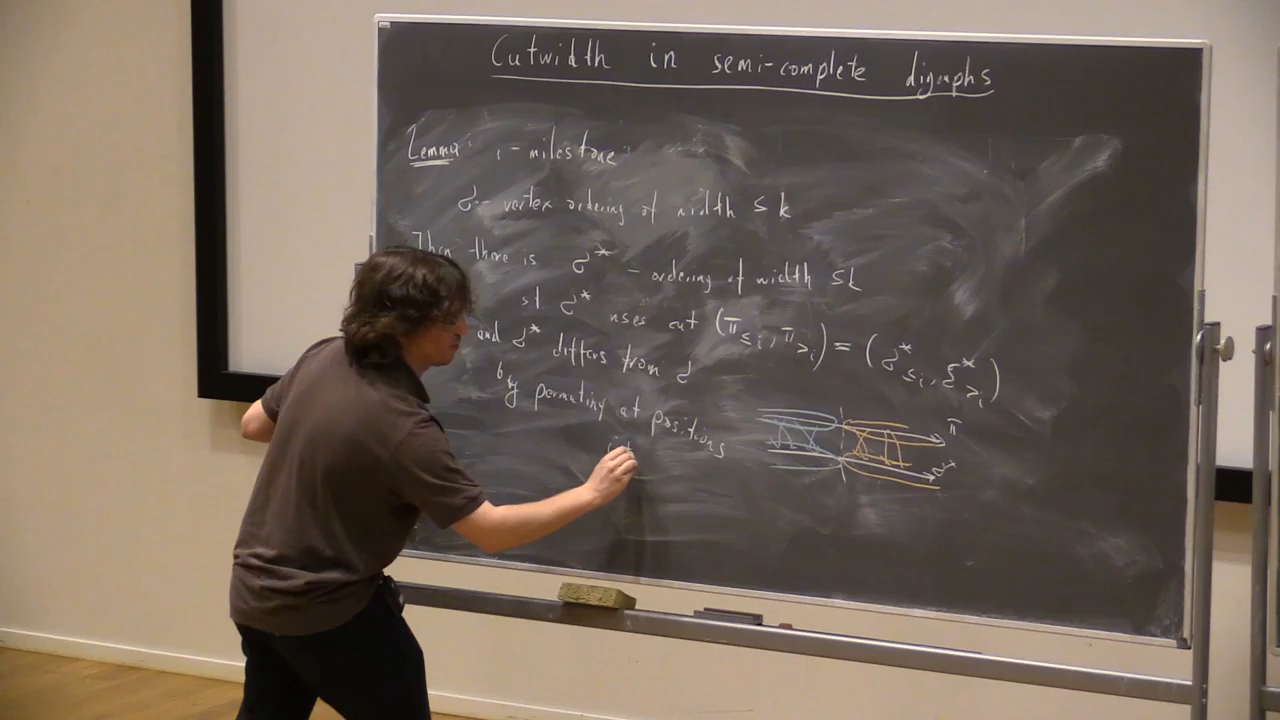 Cutwidth in semi-complete digraphs
Lemma: i-milestone:
σ - vertex ordering of width ≤ k
Then there is σ* - ordering of width ≤ k
st σ* uses cut (π≤i, π>i) = (σ*≤i, σ*>i)
and σ* differs from σ
by permuting at positions
π
σ*